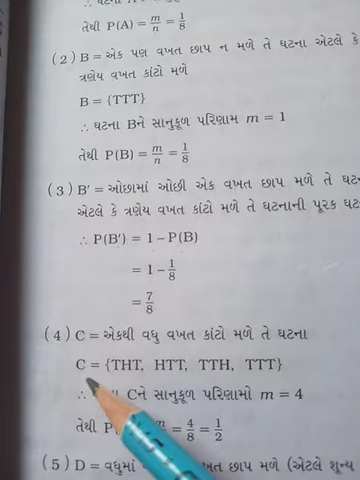 તેથી P(A) = m/n = 1/8
(2) B = એક પણ વખત છાપ ન મળે તે ઘટના એટલે કે
ત્રણેય વખત કાંટો મળે
B = {TTT}
∴ ઘટના Bને સાનુકૂળ પરિણામ m = 1
તેથી P(B) = m/n = 1/8
(3) B′ = ઓછામાં ઓછી એક વખત છાપ મળે તે
એટલે કે ત્રણેય વખત કાંટો મળે તે ઘટનાની પૂરક
∴ P(B′) = 1 – P(B)
= 1 – 1/8
= 7/8
(4) C = એકથી વધુ વખત કાંટો મળે તે ઘટના
C = {THT, HTT, TTH, TTT}
∴ Cને સાનુકૂળ પરિણામો m = 4
તેથી P = 4/8 = 1/2
(5) D = વધુમાં વખત છાપ મળે (એટલે શૂન્ય